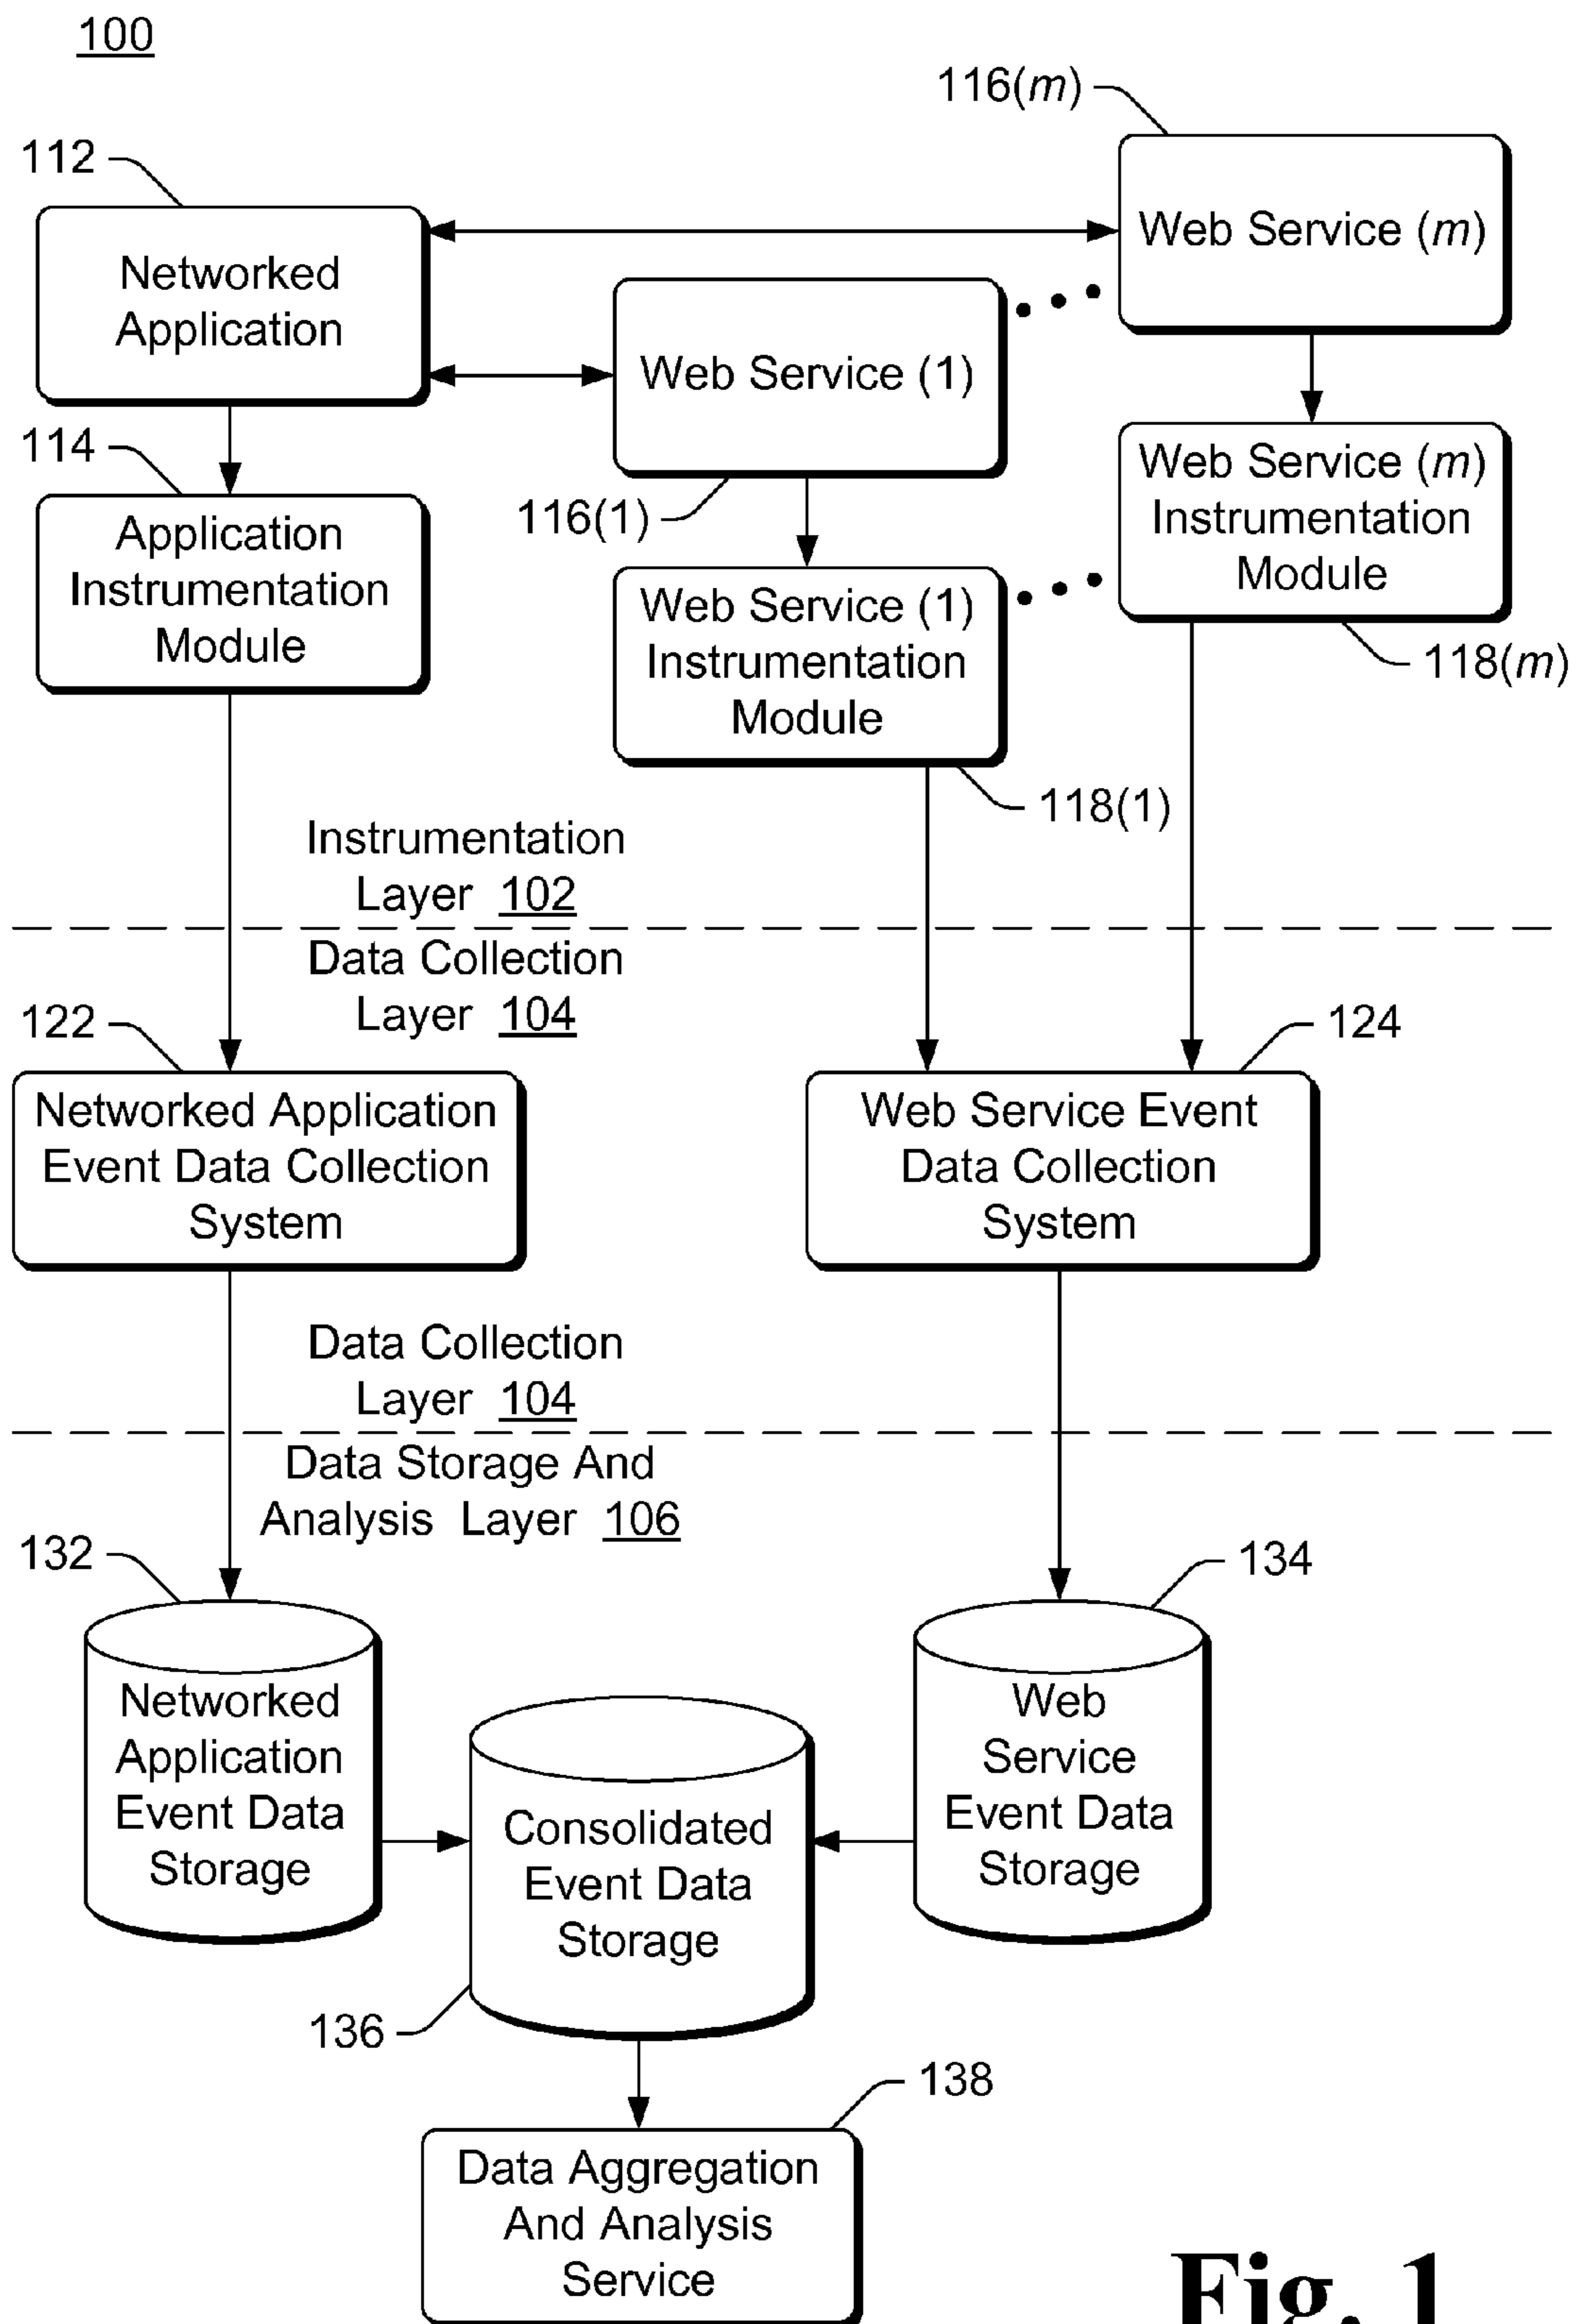 100
116(m)
112
Web Service (m)
Networked
Application
Web Service (1)
114
116(1)
Web Service (m)
Instrumentation
Module
Application
Instrumentation
Module
Web Service (1)
Instrumentation
Module
118(m)
118(1)
Instrumentation
Layer 102
Data Collection
Layer 104
122
124
Networked Application
Event Data Collection
System
Web Service Event
Data Collection
System
Data Collection
Layer 104
Data Storage And
Analysis Layer 106
132
134
Networked
Application
Event Data
Storage
Web
Service
Event Data
Storage
Consolidated
Event Data
Storage
136
138
Data Aggregation
And Analysis
Service
Fig. 1